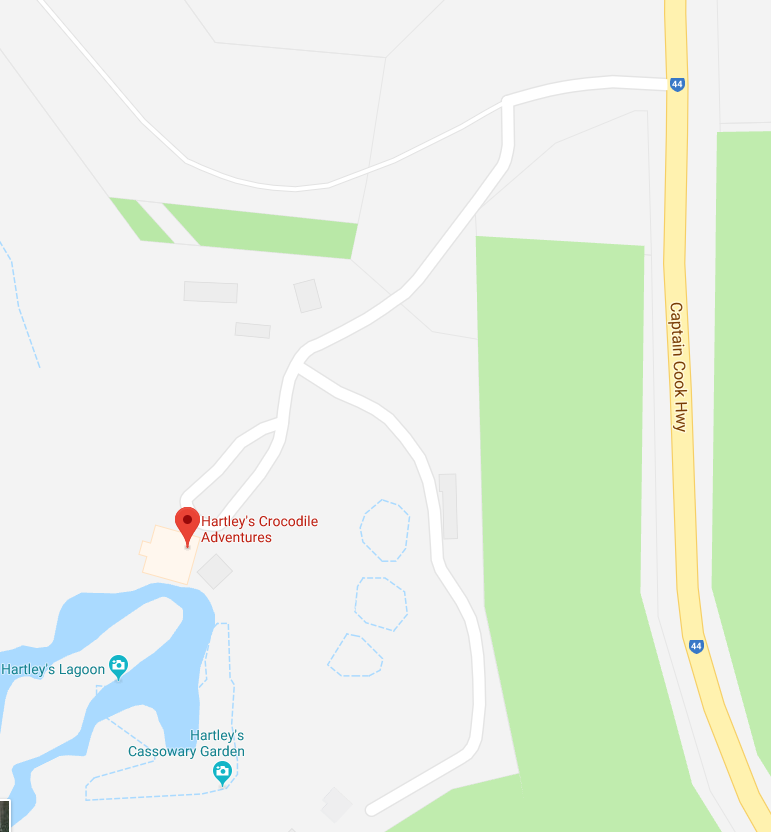 44
Captain Cook Hwy
Hartley's Crocodile
Adventures
44
Hartley's Lagoon
Hartley's
Cassowary Garden